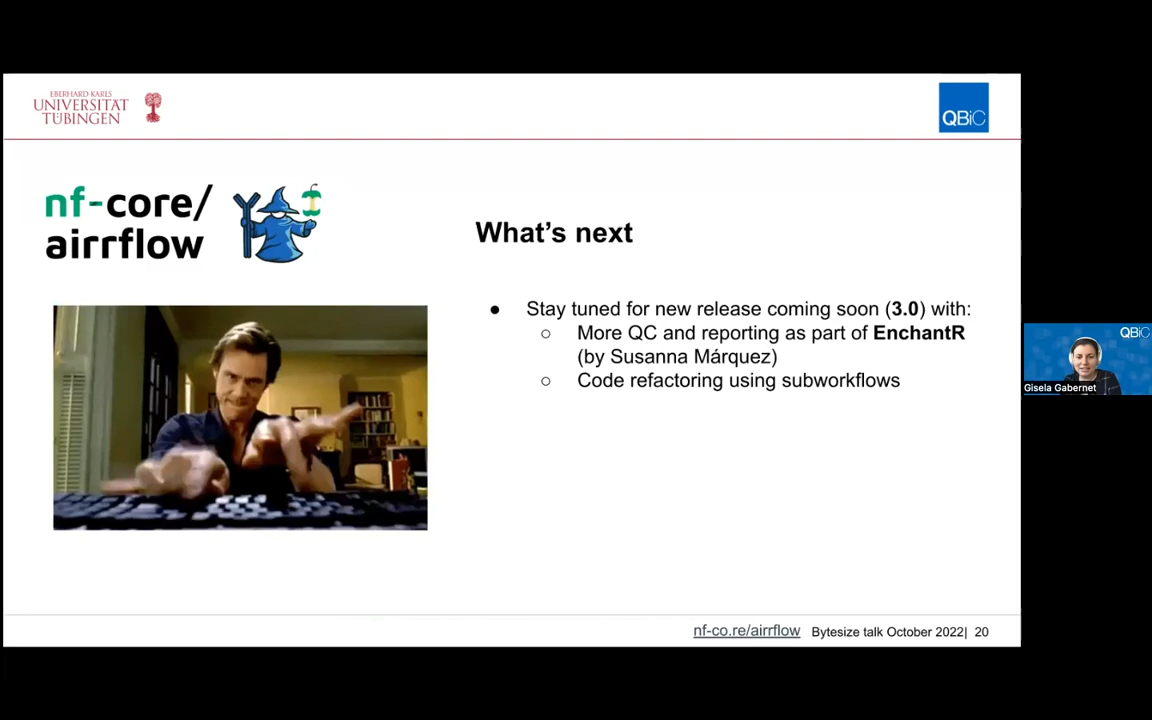 EBERHARD KARLS
UNIVERSITÄT
TÜBINGEN
QBiC
nf-core/
airrflow
What's next
● Stay tuned for new release coming soon (3.0) with:
○ More QC and reporting as part of EnchantR
(by Susanna Márquez)
○ Code refactoring using subworkflows
QBiC
Gisela Gabernet
nf-co.re/airrflow Bytesize talk October 2022| 20